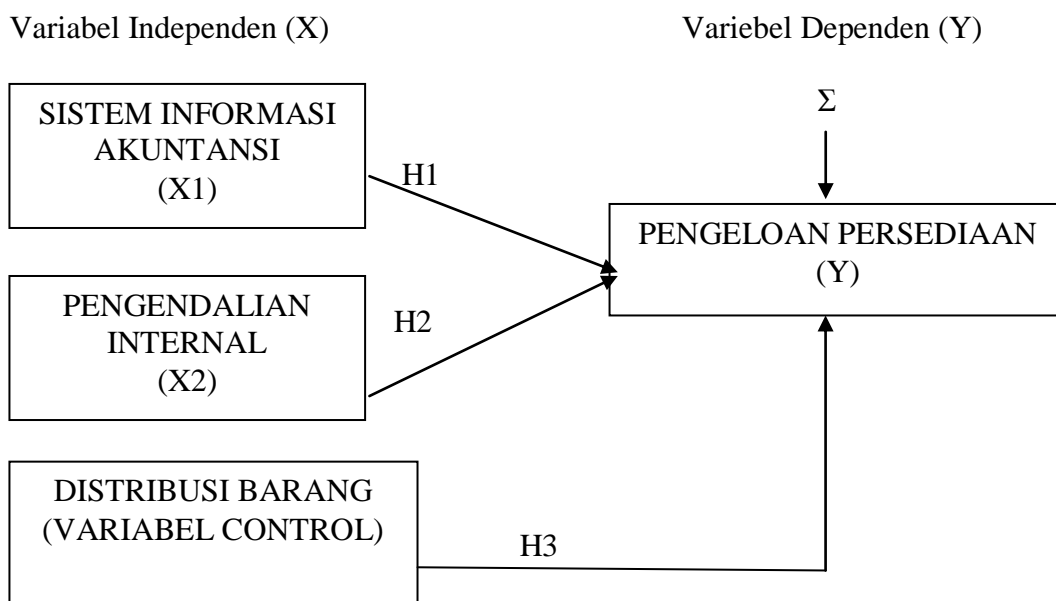 Variabel Independen (X)
Variebel Dependen (Y)
SISTEM INFORMASI
AKUNTANSI
(X1)
H1
Σ
PENGELOAN PERSEDIAAN
(Y)
PENGENDALIAN
INTERNAL
(X2)
H2
DISTRIBUSI BARANG
(VARIABEL CONTROL)
H3